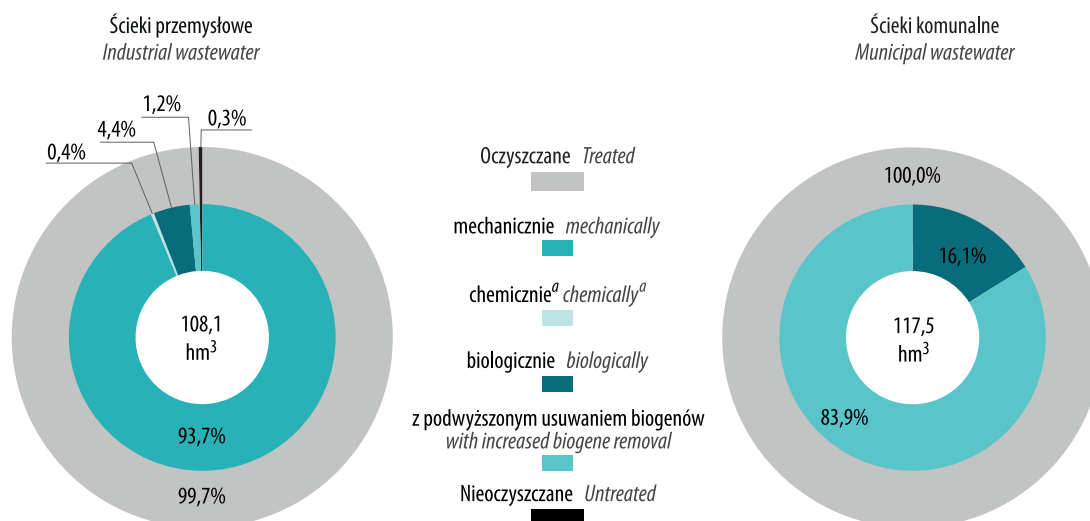 Ścieki przemysłowe
Industrial wastewater
1,2%
0,3%
4,4%
0,4%
108,1
hm³
93,7%
99,7%
Oczyszczane Treated
mechanicznie mechanically
chemicznieᵃ chemicallyᵃ
biologicznie biologically
z podwyższonym usuwaniem biogenów
with increased biogene removal
Nieoczyszczane Untreated
Ścieki komunalne
Municipal wastewater
100,0%
16,1%
117,5
hm³
83,9%